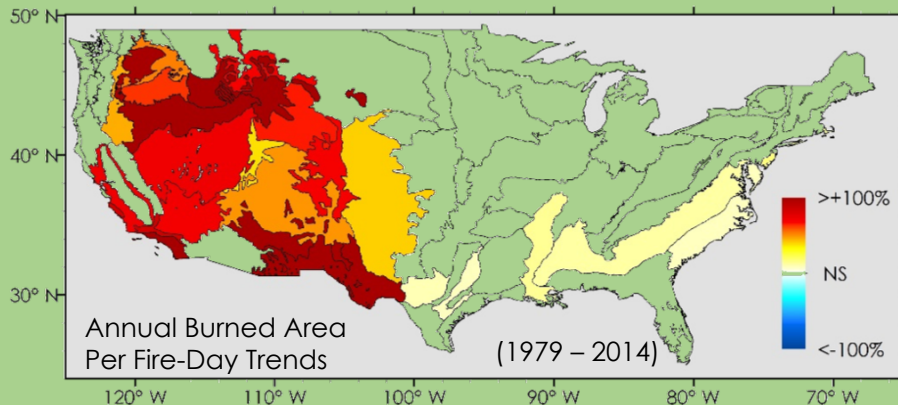 50° N
40° N
30° N
>+100%
NS
<-100%
Annual Burned Area
Per Fire-Day Trends
(1979 – 2014)
120° W 110° W 100° W 90° W 80° W 70° W